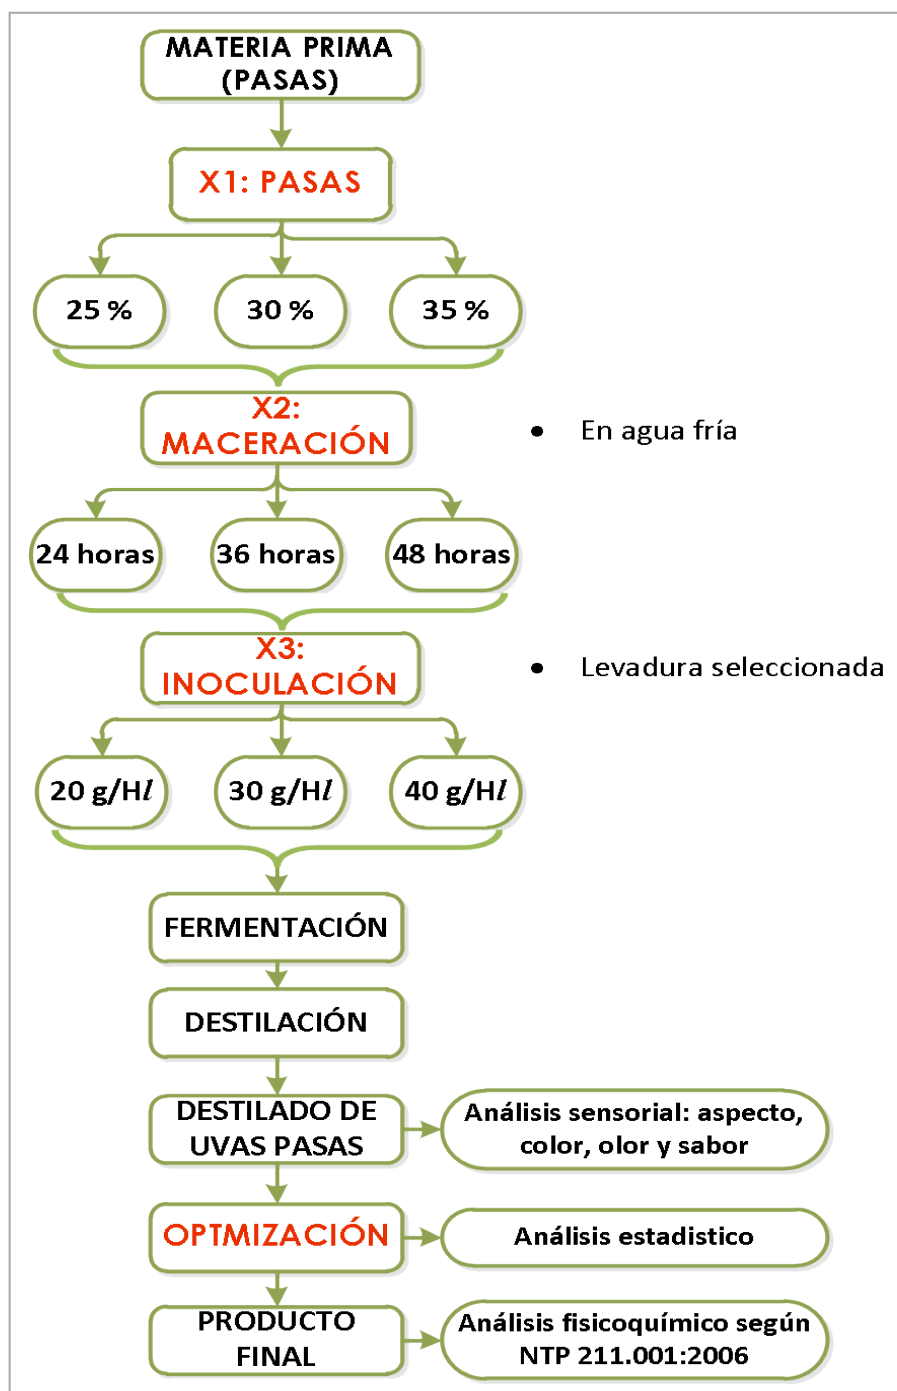 MATERIA PRIMA
(PASAS)
X1: PASAS
25 %
30 %
35 %
X2:
MACERACIÓN
• En agua fría
24 horas
36 horas
48 horas
X3:
INOCULACIÓN
• Levadura seleccionada
20 g/Hl
30 g/Hl
40 g/Hl
FERMENTACIÓN
DESTILACIÓN
DESTILADO DE
UVAS PASAS
Análisis sensorial: aspecto,
color, olor y sabor
OPTMIZACIÓN
Análisis estadistico
PRODUCTO
FINAL
Análisis fisicoquímico según
NTP 211.001:2006